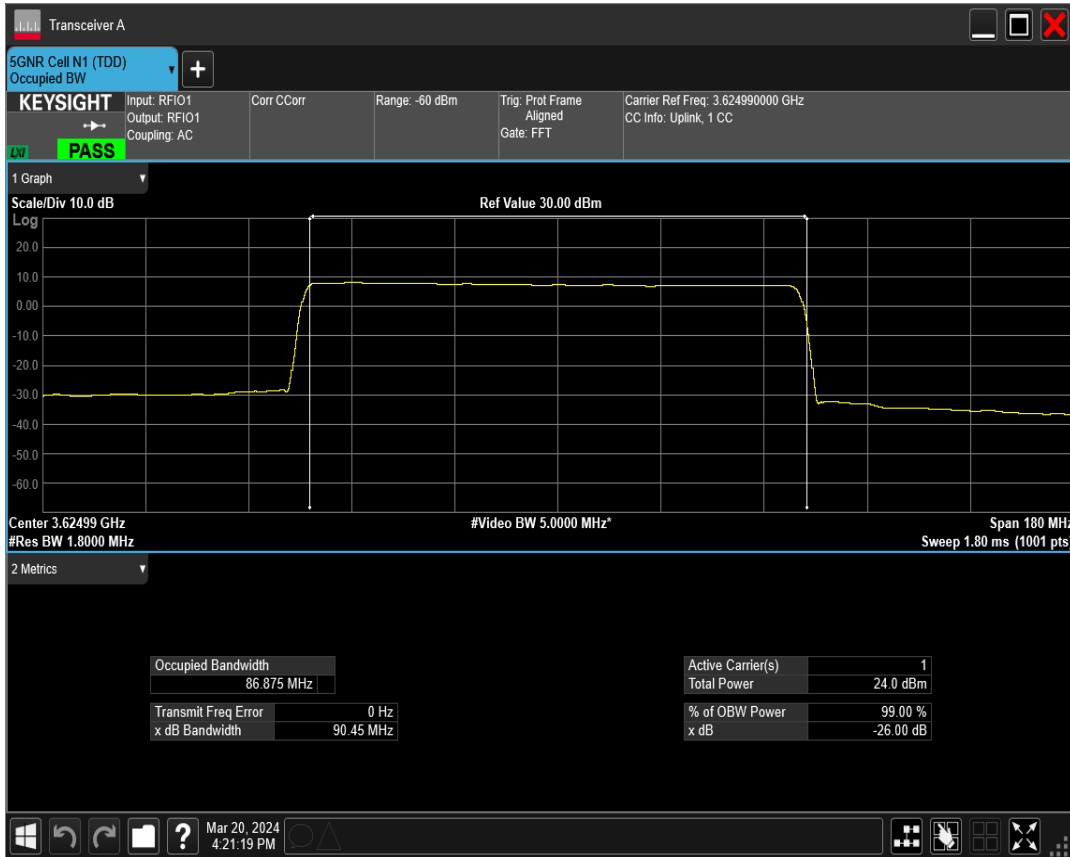 Transceiver A
5GNR Cell N1 (TDD)
Occupied BW
+
KEYSIGHT
LXI
PASS
Input: RFIO1
Output: RFIO1
Coupling: AC
Corr CCorr
Range: -60 dBm
Trig: Prot Frame
Aligned
Gate: FFT
Carrier Ref Freq: 3.624990000 GHz
CC Info: Uplink, 1 CC
1 Graph
Scale/Div 10.0 dB
Ref Value 30.00 dBm
Log
20.0
10.0
0.00
-10.0
-20.0
-30.0
-40.0
-50.0
-60.0
Center 3.62499 GHz
#Video BW 5.0000 MHz*
Span 180 MHz
#Res BW 1.8000 MHz
Sweep 1.80 ms (1001 pts)
2 Metrics
Occupied Bandwidth
86.875 MHz
Transmit Freq Error 0 Hz
x dB Bandwidth 90.45 MHz
Active Carrier(s) 1
Total Power 24.0 dBm
% of OBW Power 99.00 %
x dB -26.00 dB
?
Mar 20, 2024
4:21:19 PM